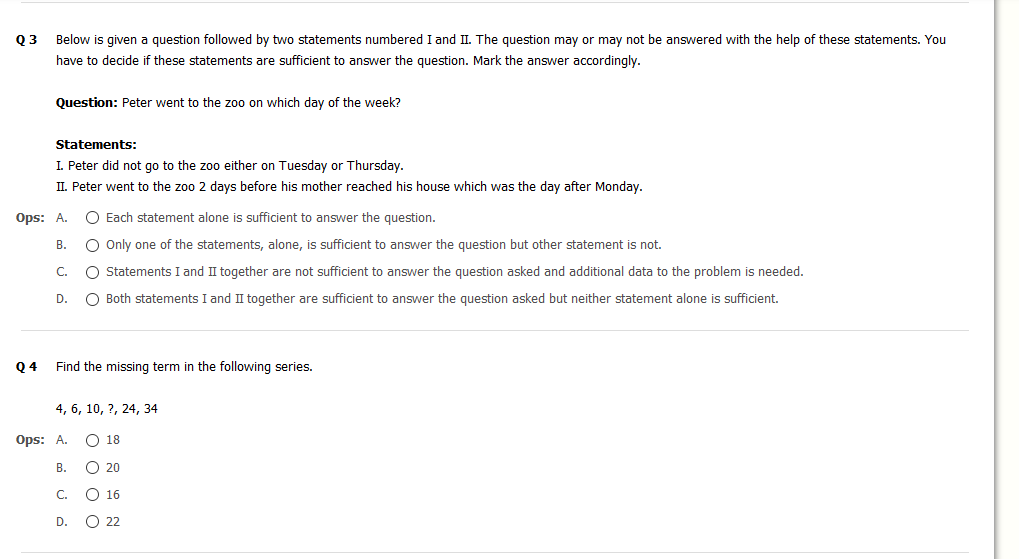 Q 3 Below is given a question followed by two statements numbered I and II. The question may or may not be answered with the help of these statements. You
have to decide if these statements are sufficient to answer the question. Mark the answer accordingly.
Question: Peter went to the zoo on which day of the week?
Statements:
I. Peter did not go to the zoo either on Tuesday or Thursday.
II. Peter went to the zoo 2 days before his mother reached his house which was the day after Monday.
Ops: A. Each statement alone is sufficient to answer the question.
B. Only one of the statements, alone, is sufficient to answer the question but other statement is not.
C. Statements I and II together are not sufficient to answer the question asked and additional data to the problem is needed.
D. Both statements I and II together are sufficient to answer the question asked but neither statement alone is sufficient.
Q 4 Find the missing term in the following series.
4, 6, 10, ?, 24, 34
Ops: A. 18
B. 20
C. 16
D. 22